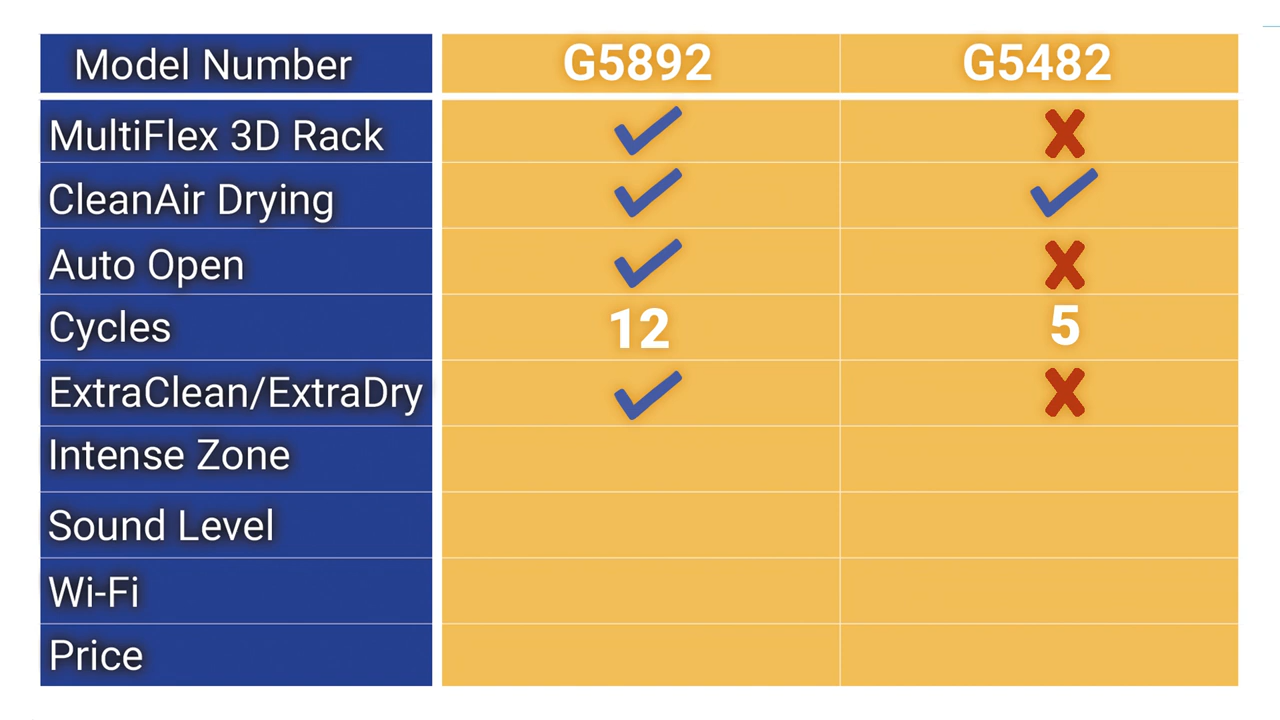 Model Number G5892 G5482
MultiFlex 3D Rack
CleanAir Drying
Auto Open
Cycles 12 5
ExtraClean/ExtraDry
Intense Zone
Sound Level
Wi-Fi
Price